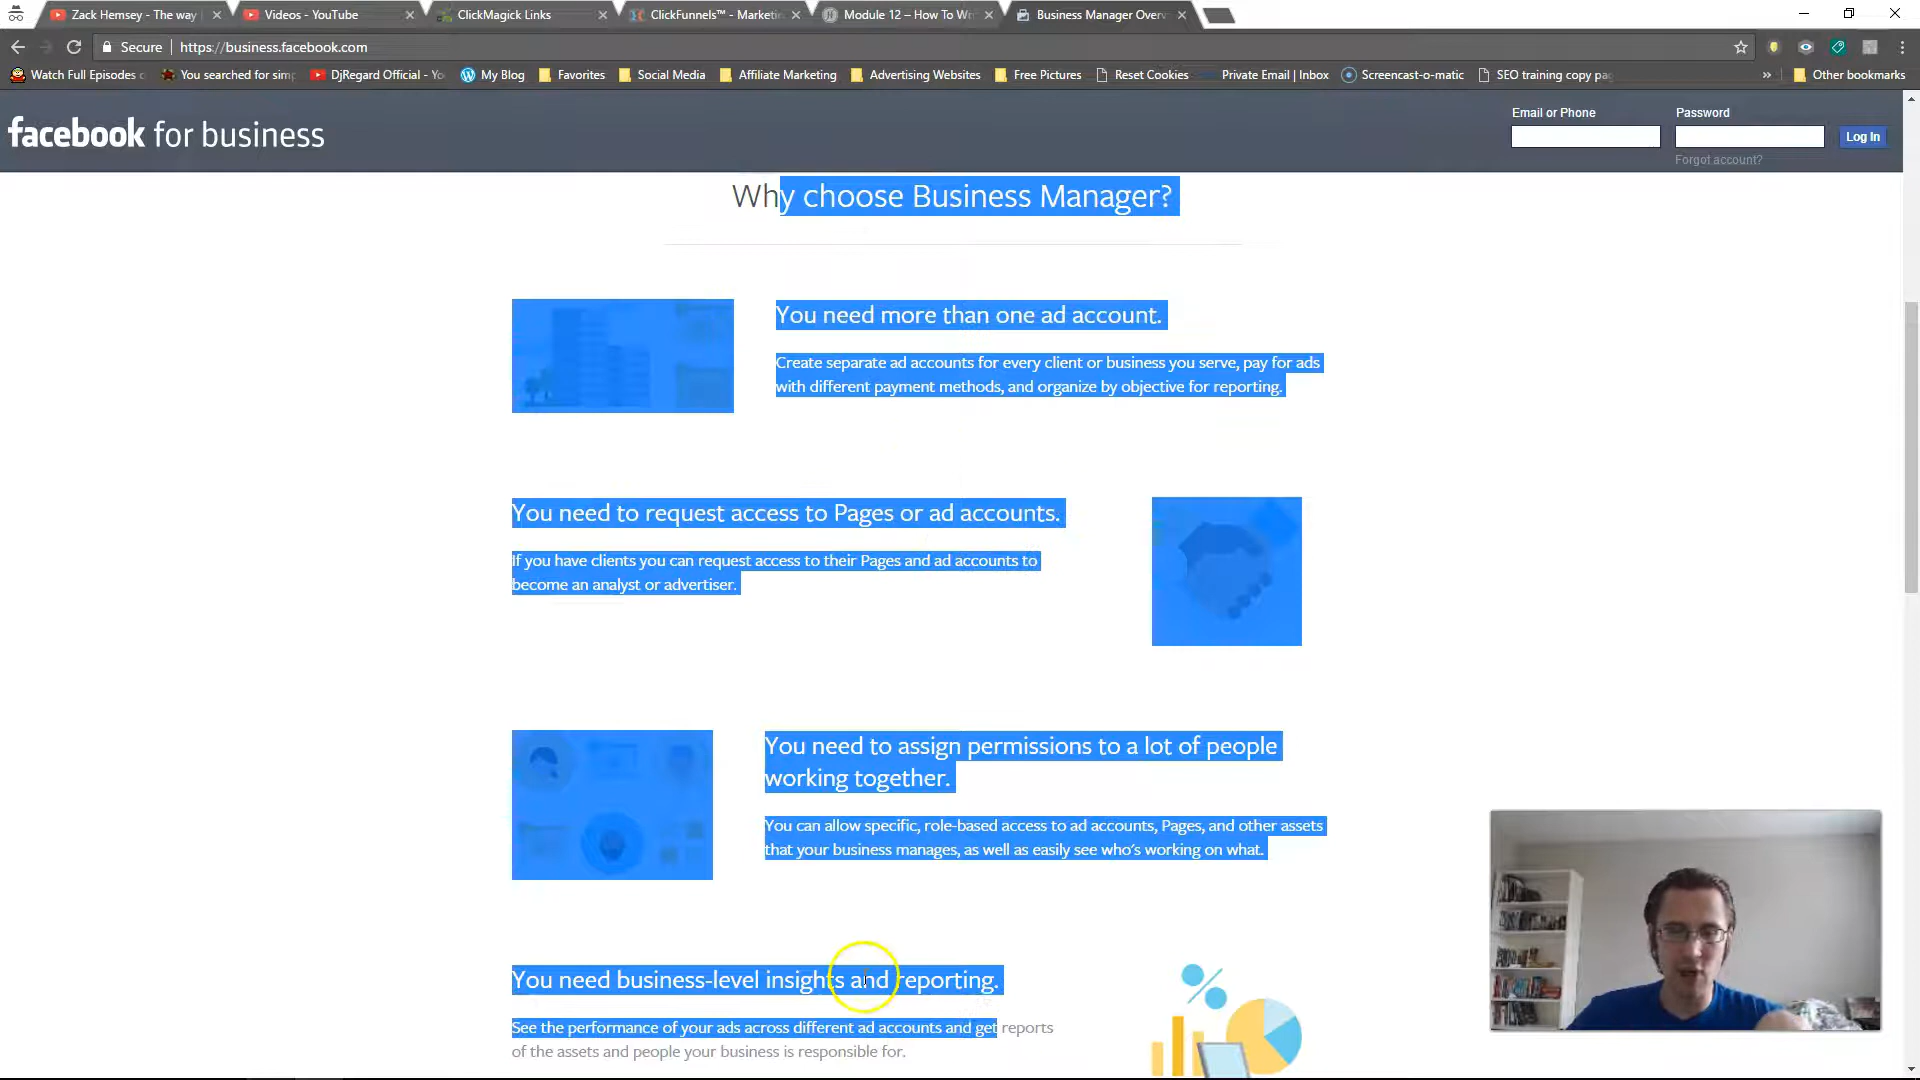 Zack Hemsey - The way
Videos - YouTube
ClickMagick Links
ClickFunnels™ - Marketi
Module 12 – How To W
Business Manager Over
Secure
https://business.facebook.com
Watch Full Episodes
You searched for sim
DjRegard Official - Yo
My Blog
Favorites
Social Media
Affiliate Marketing
Advertising Websites
Free Pictures
Reset Cookies
Private Email | Inbox
Screencast-o-matic
SEO training copy pag
»
Other bookmarks
facebook for business
Email or Phone
Password
Log In
Forgot account?
Why choose Business Manager?
You need more than one ad account.
Create separate ad accounts for every client or business you serve, pay for ads
with different payment methods, and organize by objective for reporting.
You need to request access to Pages or ad accounts.
If you have clients you can request access to their Pages and ad accounts to
become an analyst or advertiser.
You need to assign permissions to a lot of people
working together.
You can allow specific, role-based access to ad accounts, Pages, and other assets
that your business manages, as well as easily see who's working on what.
You need business-level insights and reporting.
See the performance of your ads across different ad accounts and get reports
of the assets and people your business is responsible for.